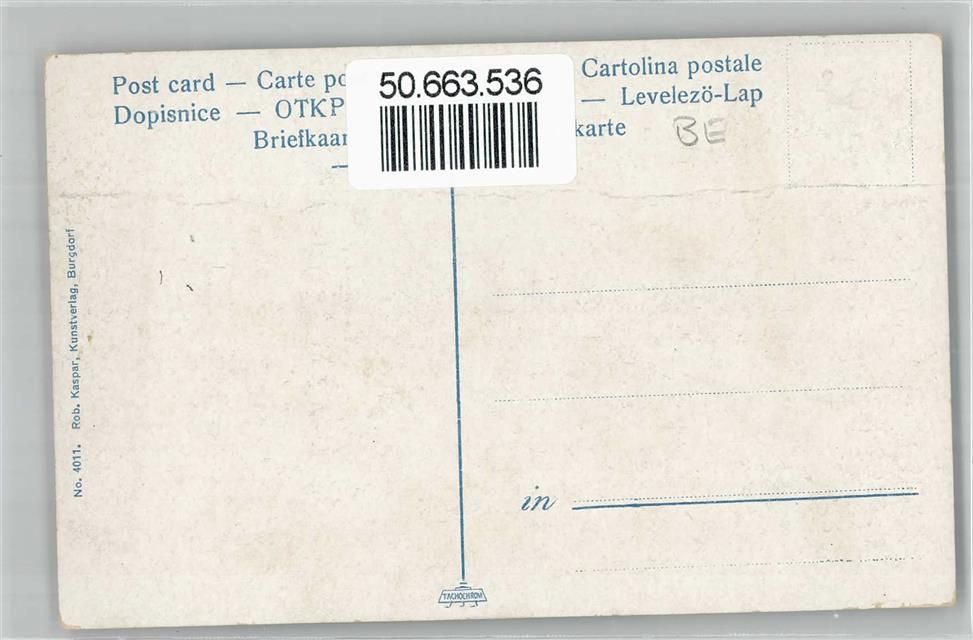 50.663.536
Post card — Carte po Cartolina postale
Dopisnice — ОТКР — Levelezö-Lap
Briefkaar karte
BE
No. 4011. Rob. Kaspar, Kunstverlag, Burgdorf
in
TACHOCHROM